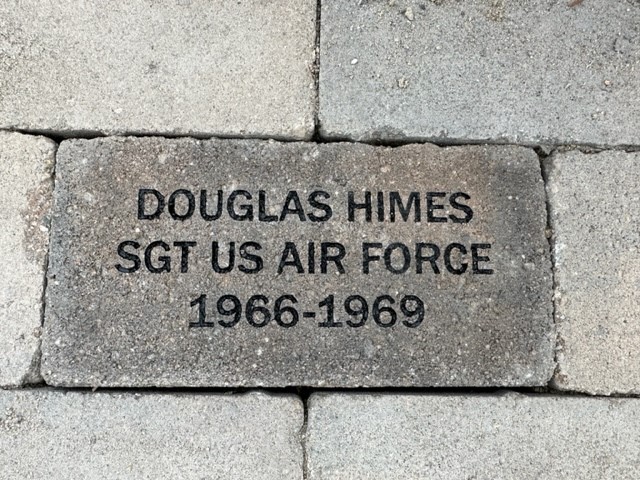 DOUGLAS HIMES
SGT US AIR FORCE
1966-1969